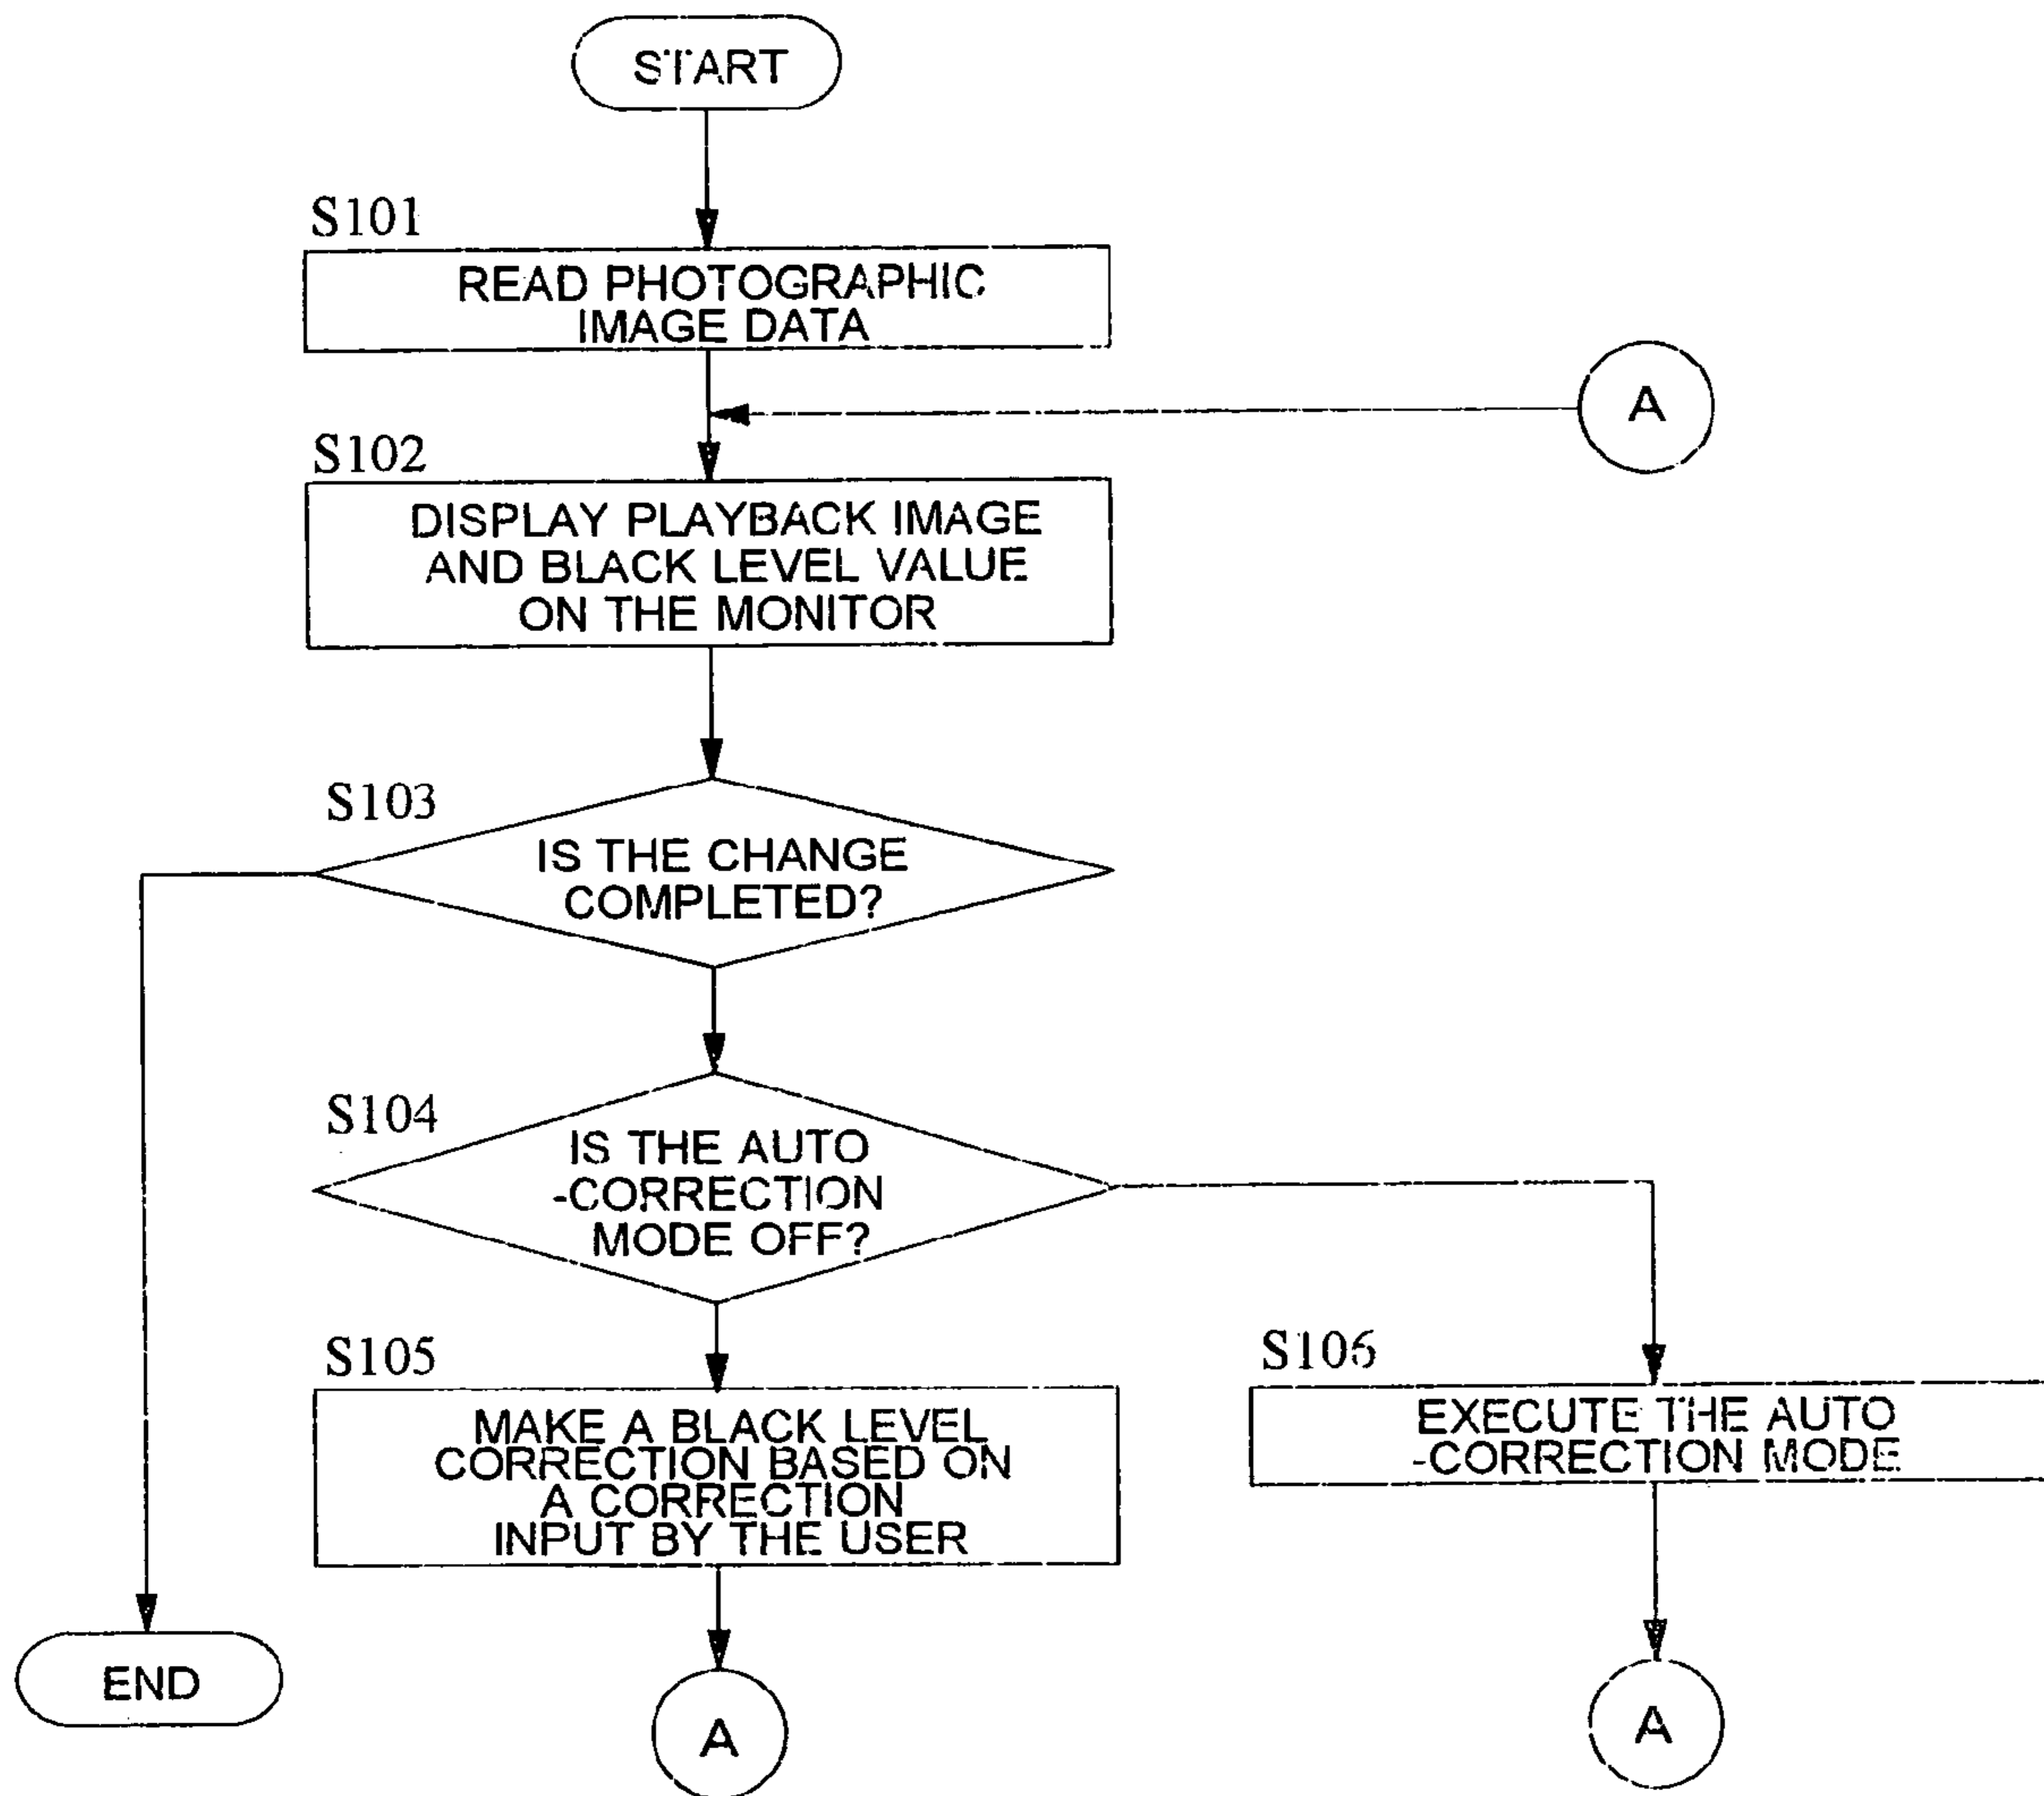 START
S101
READ PHOTOGRAPHIC
IMAGE DATA
A
S102
DISPLAY PLAYBACK IMAGE
AND BLACK LEVEL VALUE
ON THE MONITOR
S103
IS THE CHANGE
COMPLETED?
S104
IS THE AUTO
-CORRECTION
MODE OFF?
S105
MAKE A BLACK LEVEL
CORRECTION BASED ON
A CORRECTION
INPUT BY THE USER
S106
EXECUTE THE AUTO
-CORRECTION MODE
END
A
A